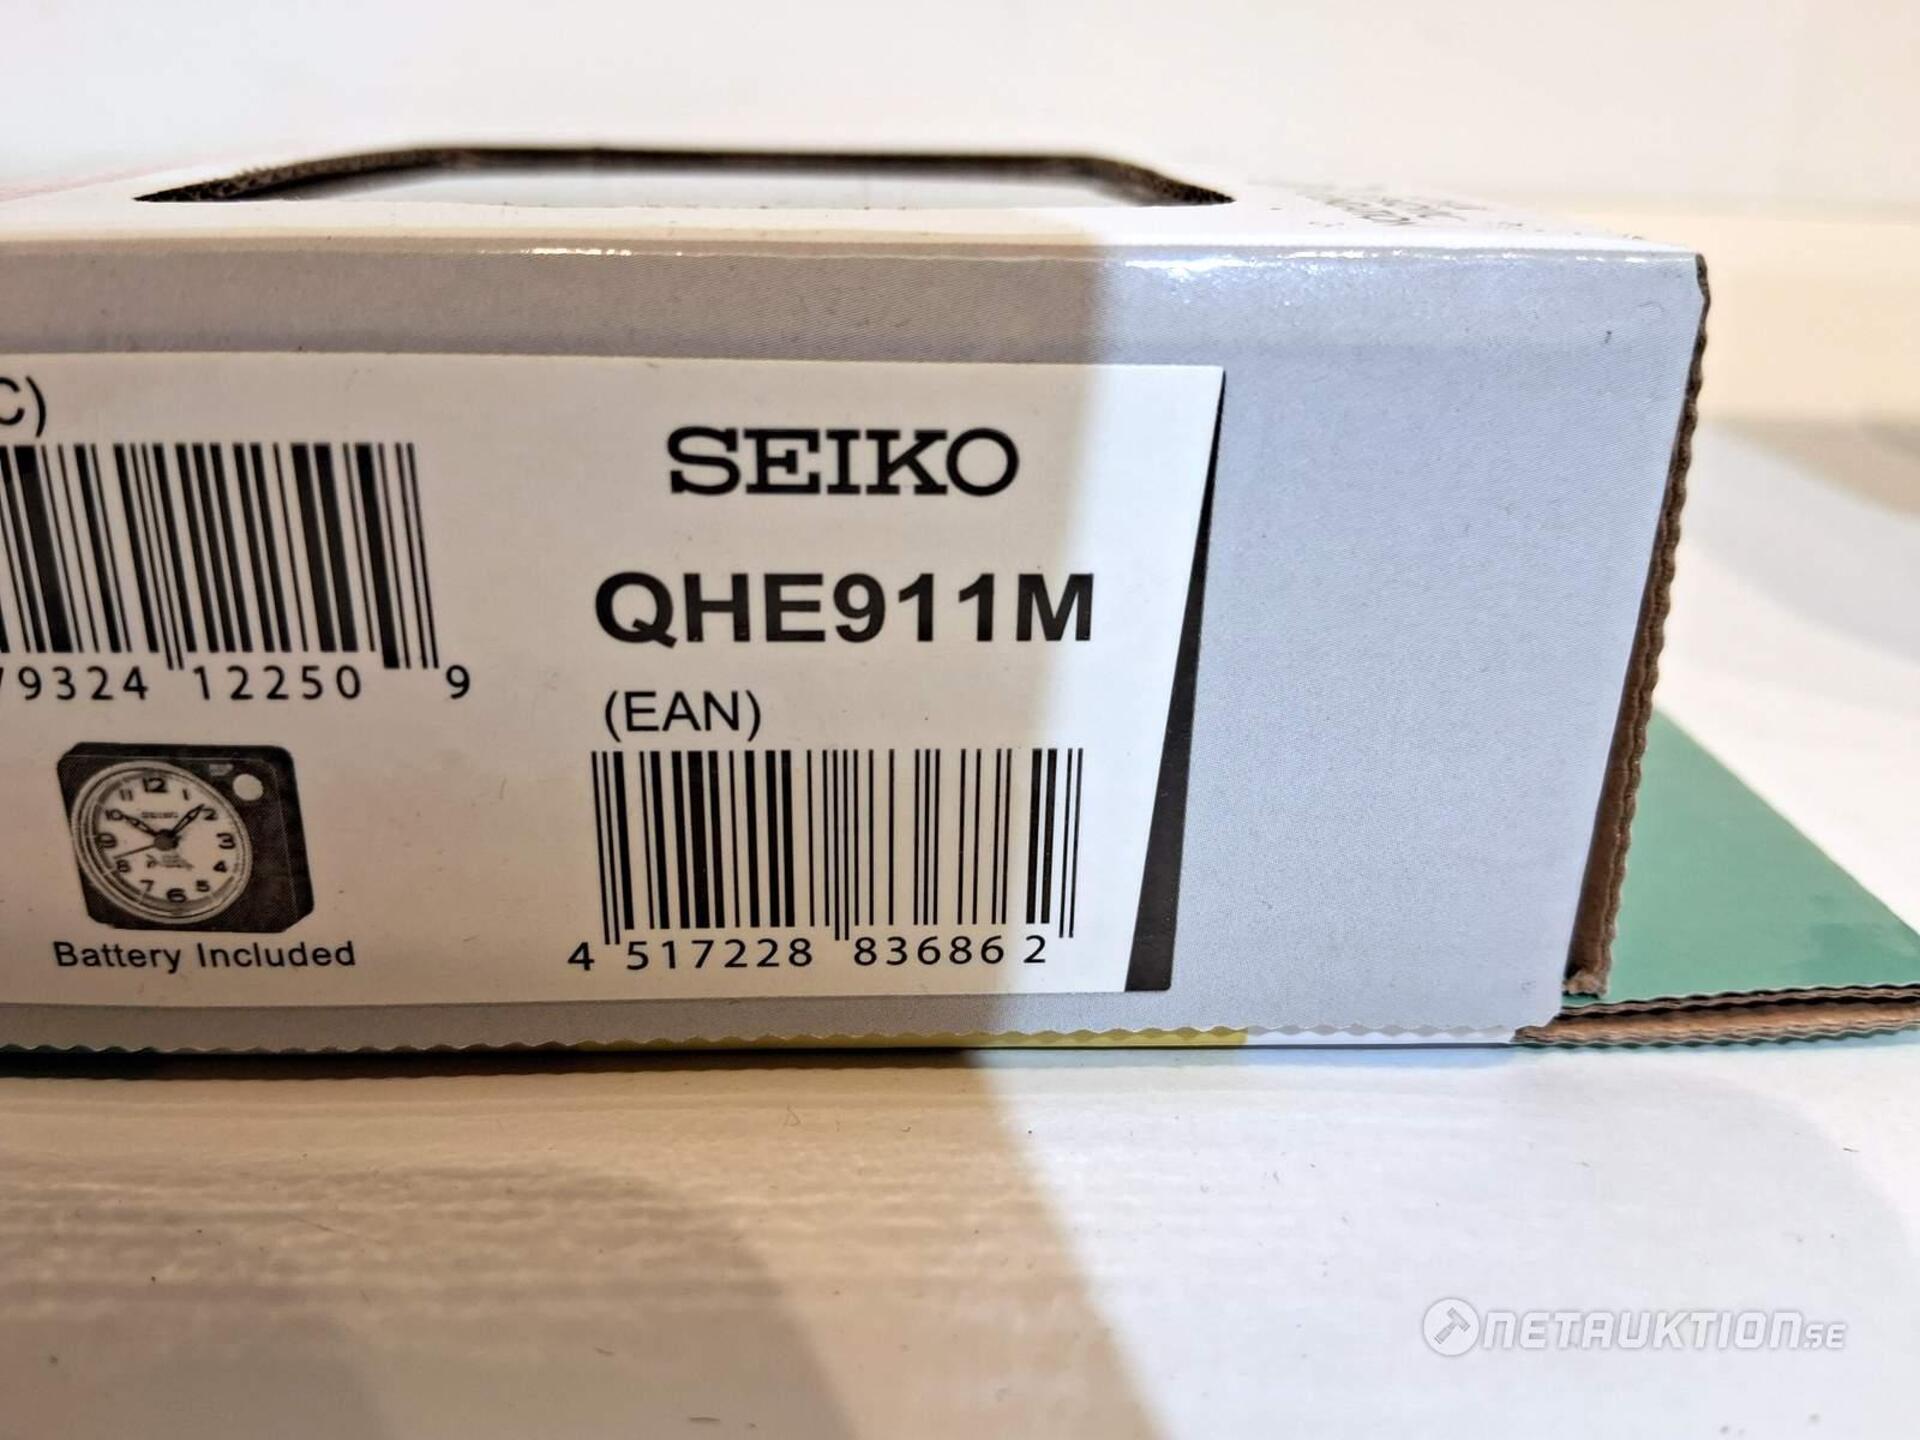 C)
79324 12250 9
SEIKO
QHE911M
(EAN)
4 517228 836862
Battery Included
NETAUKTION.SE